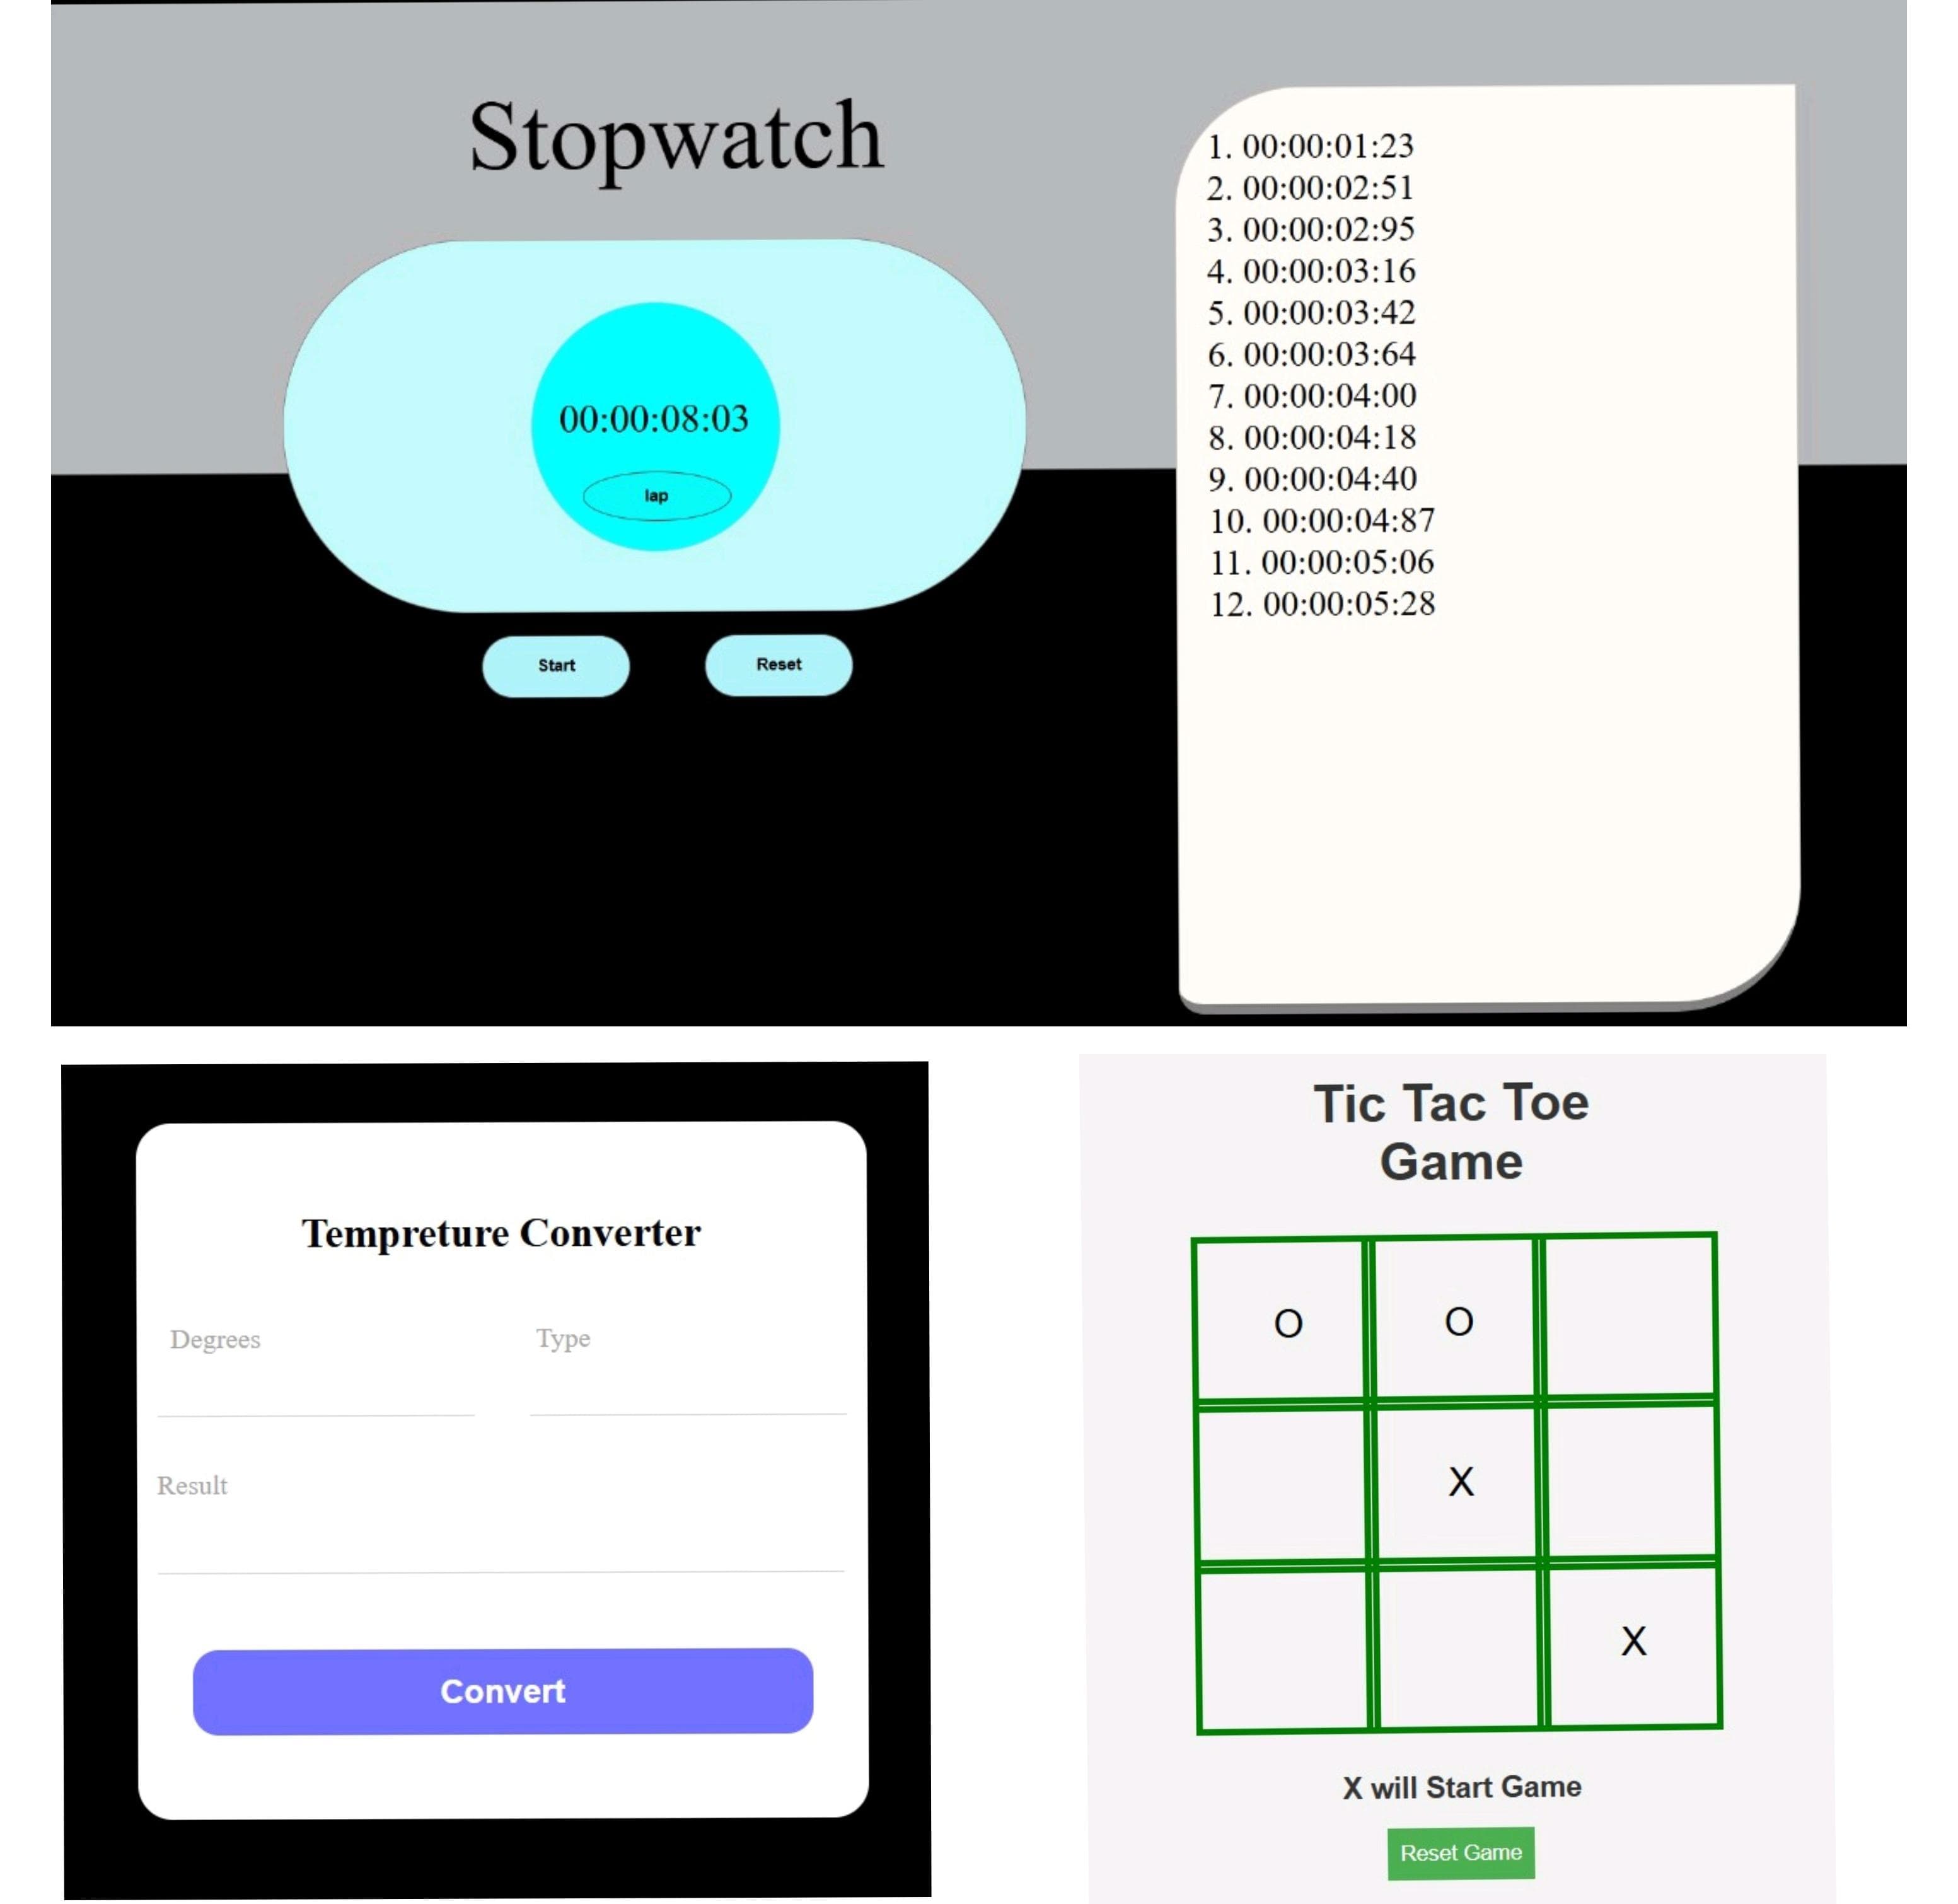 Stopwatch
00:00:08:03
lap
Start
Reset
1. 00:00:01:23
2. 00:00:02:51
3. 00:00:02:95
4. 00:00:03:16
5. 00:00:03:42
6. 00:00:03:64
7. 00:00:04:00
8. 00:00:04:18
9. 00:00:04:40
10. 00:00:04:87
11. 00:00:05:06
12. 00:00:05:28
Tempreture Converter
Degrees
Type
Result
Convert
Tic Tac Toe
Game
O O
X
X
X will Start Game
Reset Game